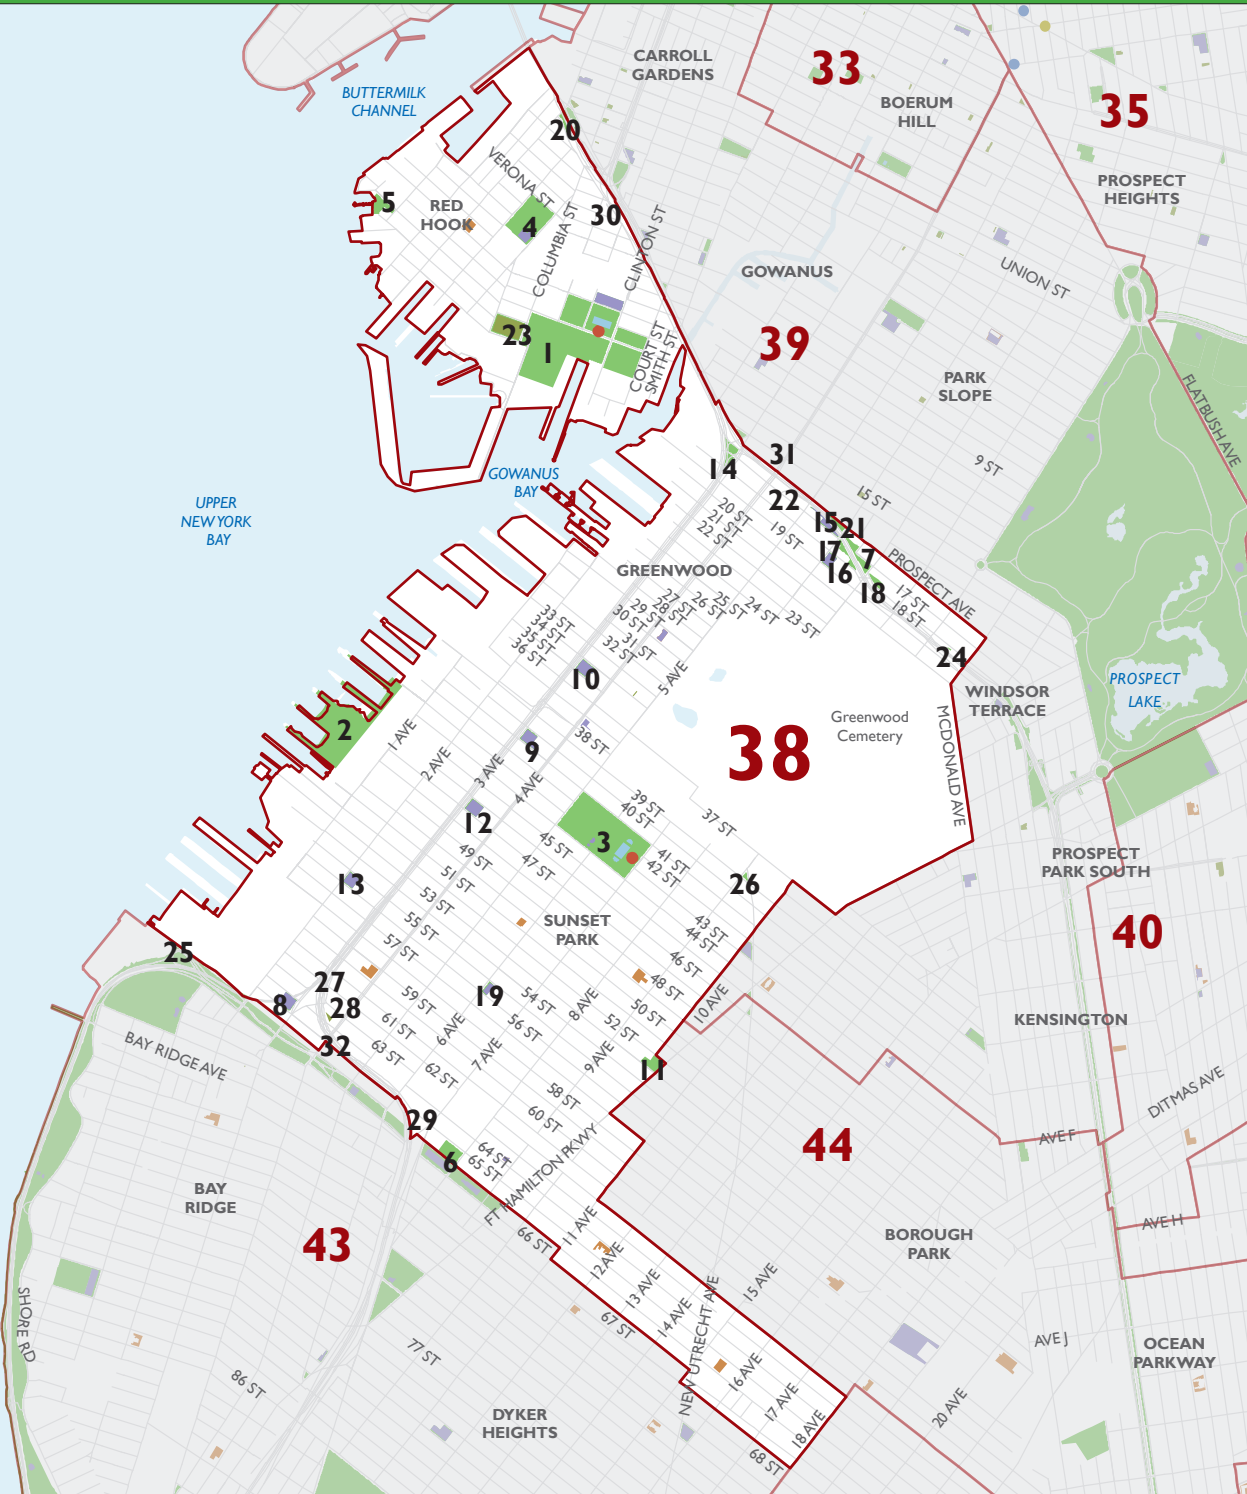 CARROLL
GARDENS
33
BUTTERMILK
CHANNEL
BOERUM
HILL
35
20
VERONA ST
PROSPECT
HEIGHTS
5
RED
HOOK
4
30
COLUMBIA ST
CLINTON ST
GOWANUS
UNION ST
23
1
COURT ST
SMITH ST
39
PARK
SLOPE
FLATBUSH AVE
14
31
9 ST
GOWANUS
BAY
22
15 ST
UPPER
NEW YORK
BAY
20 ST
21 ST
22 ST
19 ST
15
21
17
7
16
18
PROSPECT AVE
17 ST
18 ST
GREENWOOD
27 ST
28 ST
29 ST
30 ST
26 ST
25 ST
24 ST
23 ST
33 ST
34 ST
35 ST
36 ST
31 ST
32 ST
24
10
5 AVE
WINDSOR
TERRACE
PROSPECT
LAKE
2
1 AVE
38
Greenwood
Cemetery
MCDONALD AVE
9
38 ST
2 AVE
3 AVE
4 AVE
12
39 ST
40 ST
37 ST
3
45 ST
41 ST
42 ST
49 ST
47 ST
51 ST
PROSPECT
PARK SOUTH
13
26
53 ST
55 ST
SUNSET
PARK
43 ST
44 ST
40
57 ST
46 ST
25
27
8
28
59 ST
19
54 ST
48 ST
8 AVE
50 ST
10 AVE
KENSINGTON
61 ST
6 AVE
56 ST
52 ST
32
63 ST
7 AVE
9 AVE
BAY RIDGE AVE
62 ST
11
58 ST
DITMAS AVE
29
60 ST
AVE F
44
6
64 ST
65 ST
FT HAMILTON PKWY
BAY
RIDGE
66 ST
11 AVE
AVE H
43
12 AVE
BOROUGH
PARK
13 AVE
15 AVE
SHORE RD
67 ST
14 AVE
NEW UTRECHT AVE
AVE J
77 ST
OCEAN
PARKWAY
86 ST
16 AVE
17 AVE
20 AVE
DYKER
HEIGHTS
18 AVE
68 ST